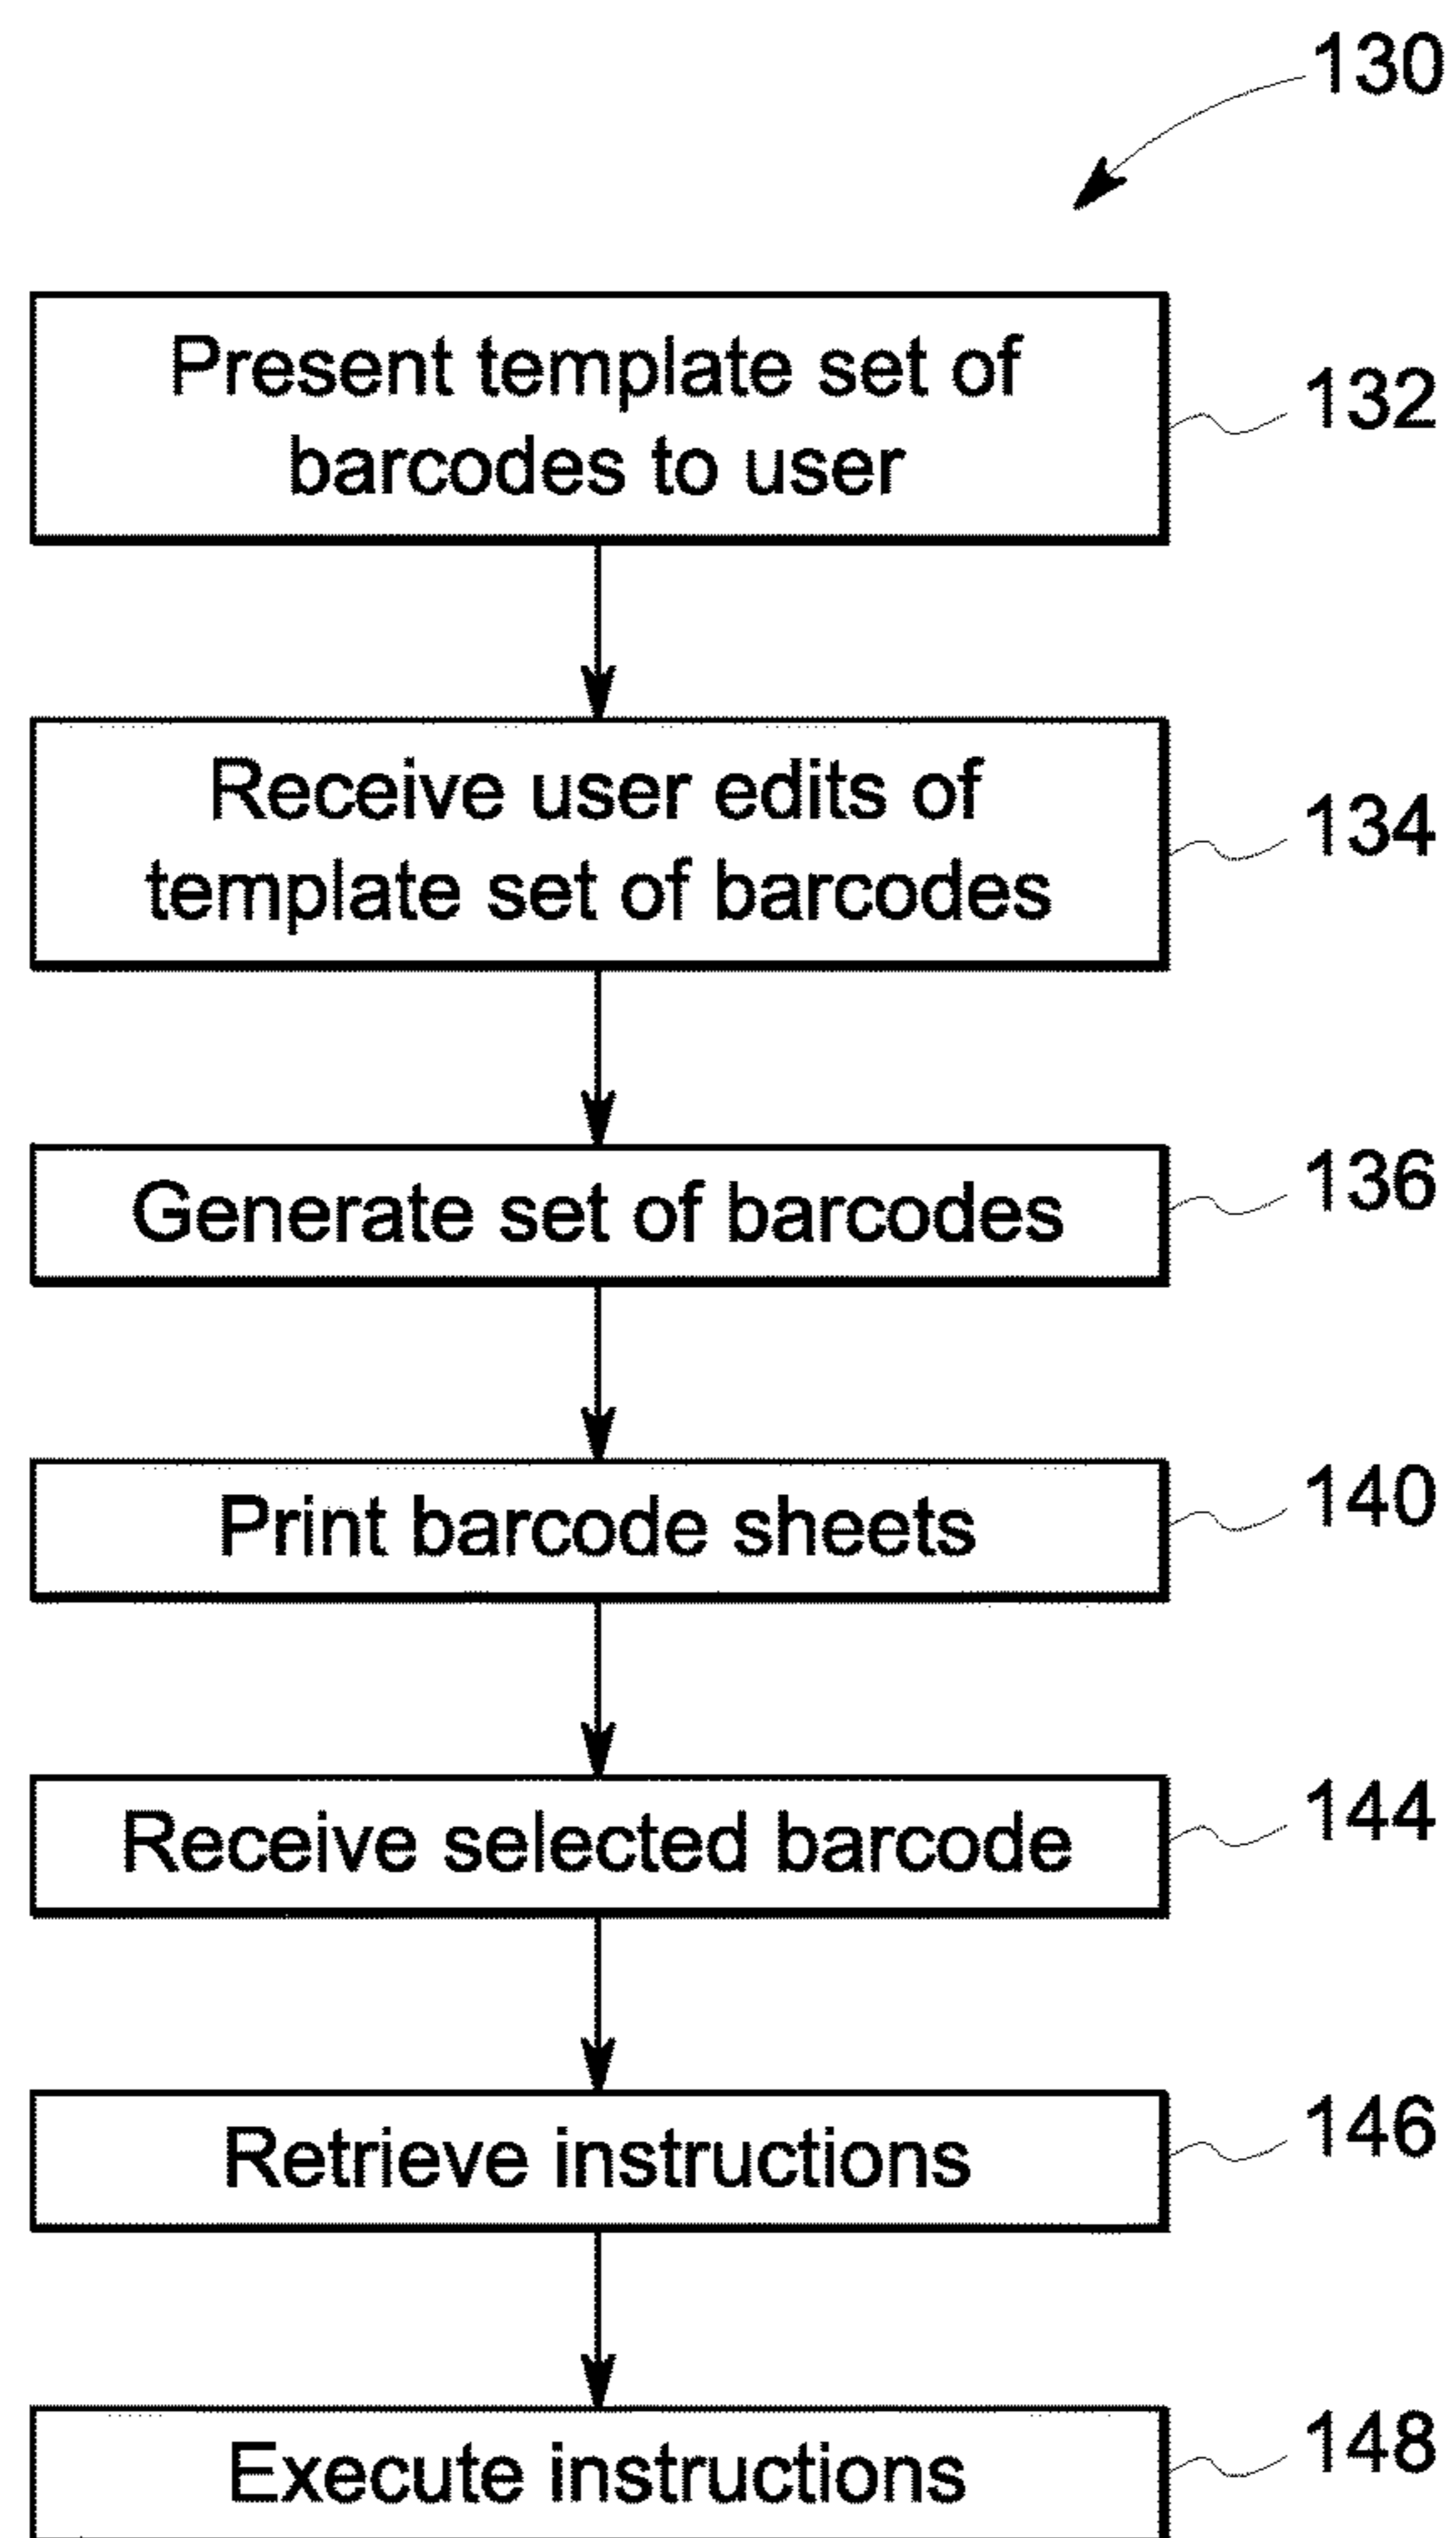 130
Present template set of
barcodes to user
132
Receive user edits of
template set of barcodes
134
Generate set of barcodes
136
Print barcode sheets
140
Receive selected barcode
144
Retrieve instructions
146
Execute instructions
148